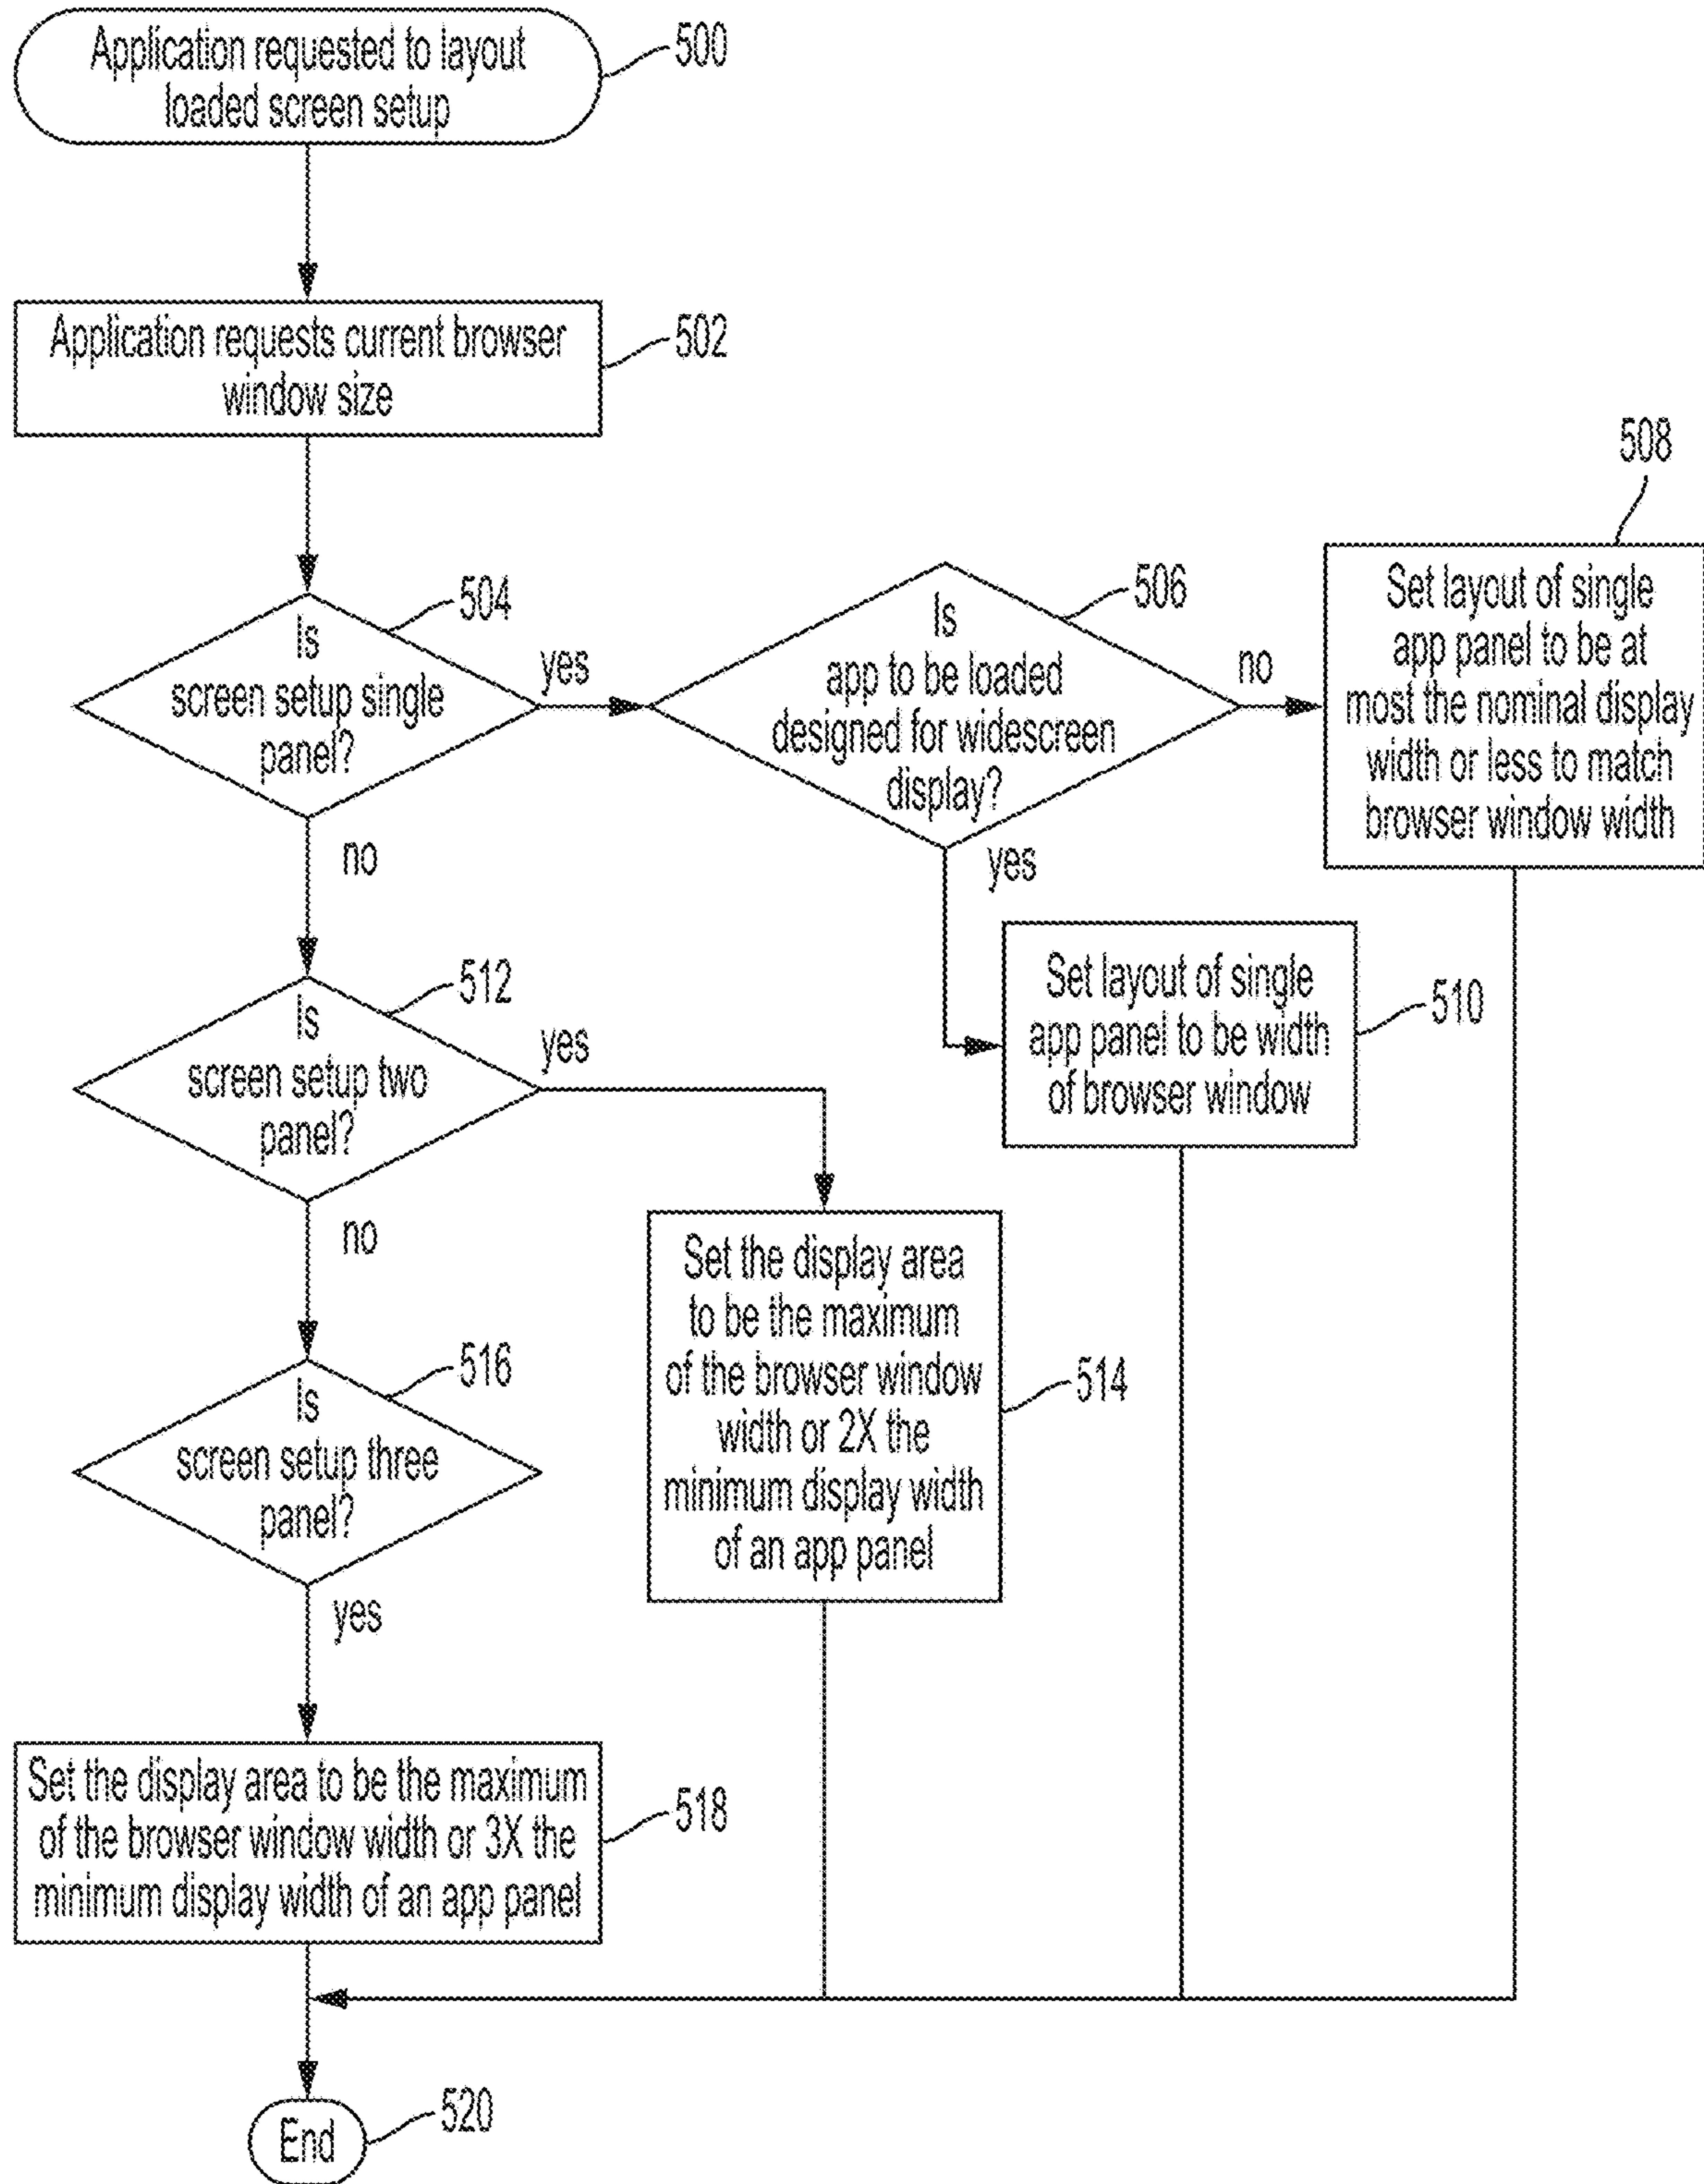 Application requested to layout
loaded screen setup
500
Application requests current browser
window size
502
Is
screen setup single
panel?
504
yes
no
Is
app to be loaded
designed for widescreen
display?
506
no
yes
508
Set layout of single
app panel to be at
most the nominal display
width or less to match
browser window width
Set layout of single
app panel to be width
of browser window
510
Is
screen setup two
panel?
512
yes
no
Set the display area
to be the maximum
of the browser window
width or 2X the
minimum display width
of an app panel
514
Is
screen setup three
panel?
516
yes
Set the display area to be the maximum
of the browser window width or 3X the
minimum display width of an app panel
518
End
520